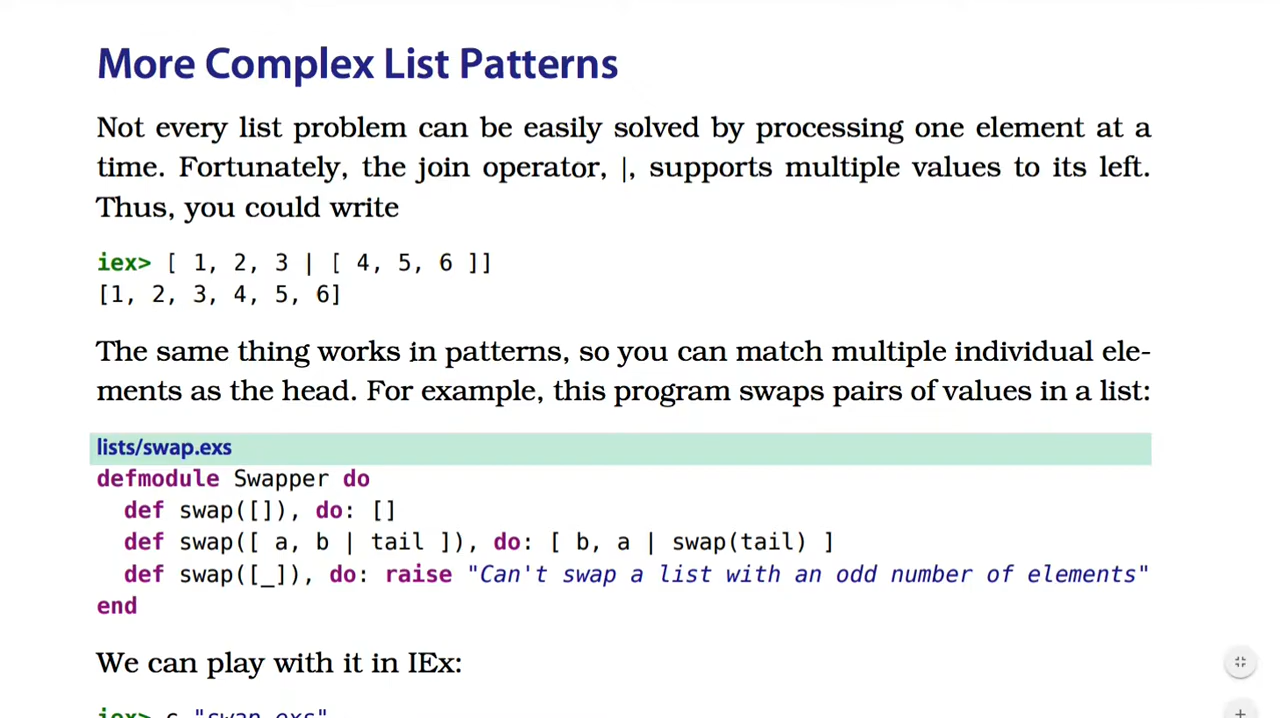 More Complex List Patterns
Not every list problem can be easily solved by processing one element at a
time. Fortunately, the join operator, |, supports multiple values to its left.
Thus, you could write
iex> [ 1, 2, 3 | [ 4, 5, 6 ]]
[1, 2, 3, 4, 5, 6]
The same thing works in patterns, so you can match multiple individual ele-
ments as the head. For example, this program swaps pairs of values in a list:
lists/swap.exs
defmodule Swapper do
  def swap([]), do: []
  def swap([ a, b | tail ]), do: [ b, a | swap(tail) ]
  def swap([_]), do: raise "Can't swap a list with an odd number of elements"
end
We can play with it in IEx:
iex> c "swap.exs"